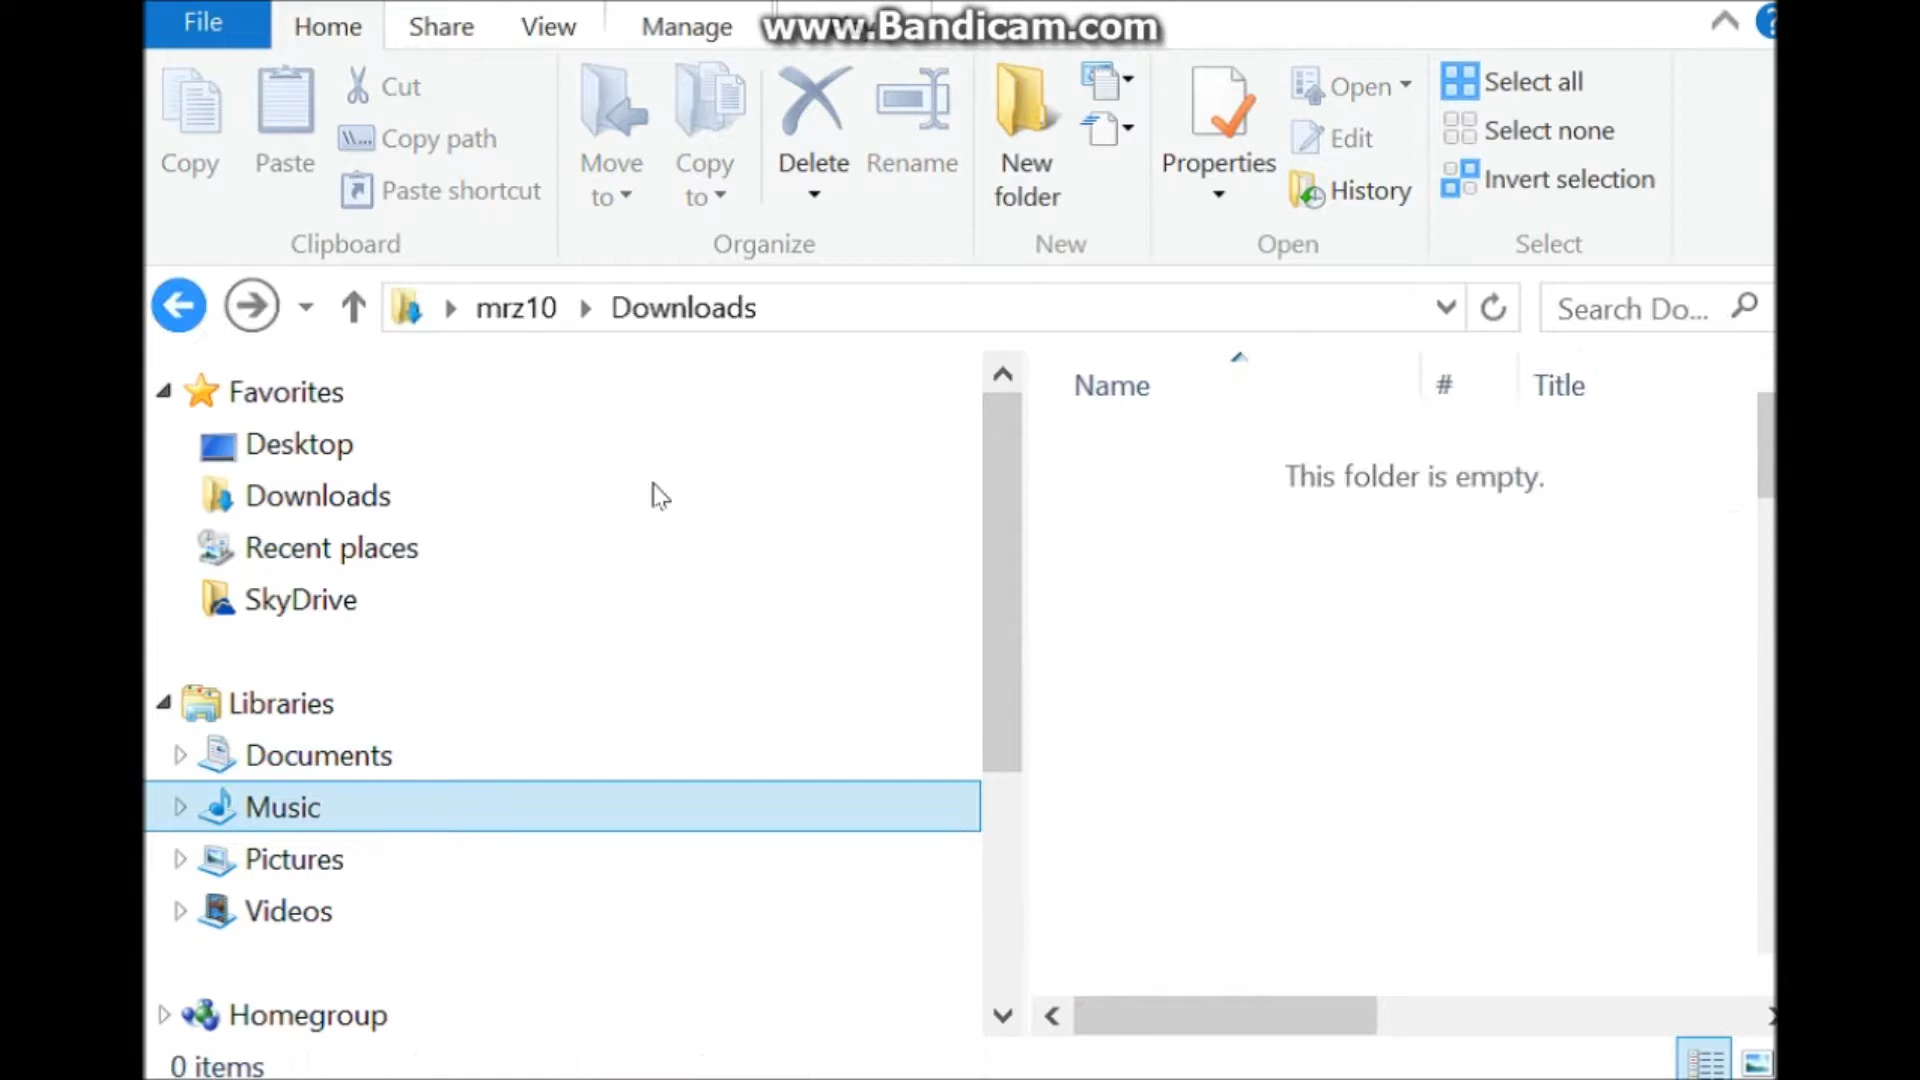 File Home Share View Manage www.Bandicam.com
Copy
Paste
Cut
Copy path
Paste shortcut
Clipboard
Move to
Copy to
Delete
Rename
Organize
New folder
New
Properties
Open
Edit
History
Open
Select all
Select none
Invert selection
Select
mrz10 Downloads
Search Do...
Favorites
Desktop
Downloads
Recent places
SkyDrive
Libraries
Documents
Music
Pictures
Videos
Homegroup
0 items
Name # Title
This folder is empty.